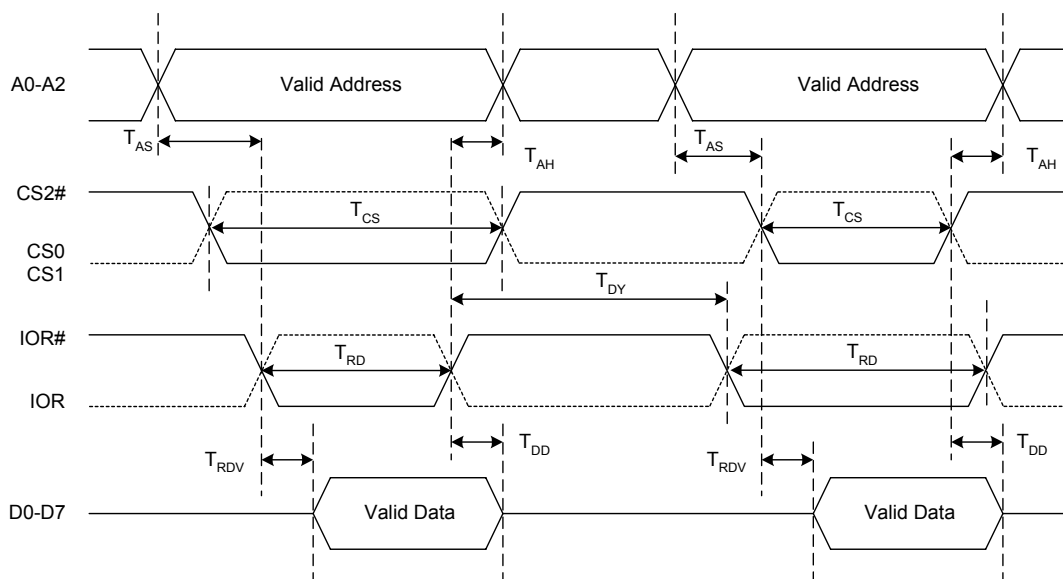 A0-A2
Valid Address
Valid Address
TAS
TAH
TAS
TAH
CS2#
TCS
TCS
CS0
CS1
TDY
IOR#
TRD
TRD
IOR
TRDV
TDD
TRDV
TDD
D0-D7
Valid Data
Valid Data